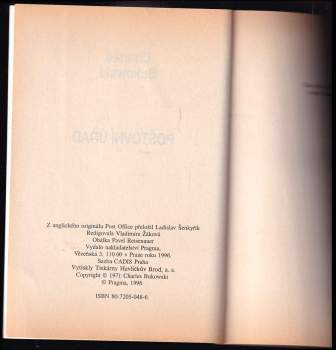 Z anglického originálu Post Office přeložil Ladislav Šenkyřík
Redigovala Vladimíra Žáková
Obálka Pavel Reisenauer
Vydalo nakladatelství Pragma,
Vězeňská 5, 110 00 v Praze roku 1996
Sazba CADIS Praha
Vytiskly Tiskárny Havlíčkův Brod, a. s.
Copyright © 1971 Charles Bukowski
© Pragma, 1996
ISBN 80-7205-048-6